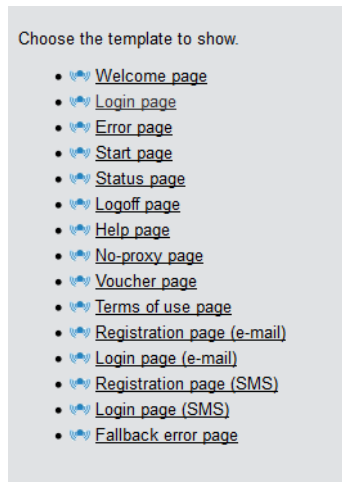 Choose the template to show.
Welcome page
Login page
Error page
Start page
Status page
Logoff page
Help page
No-proxy page
Voucher page
Terms of use page
Registration page (e-mail)
Login page (e-mail)
Registration page (SMS)
Login page (SMS)
Fallback error page